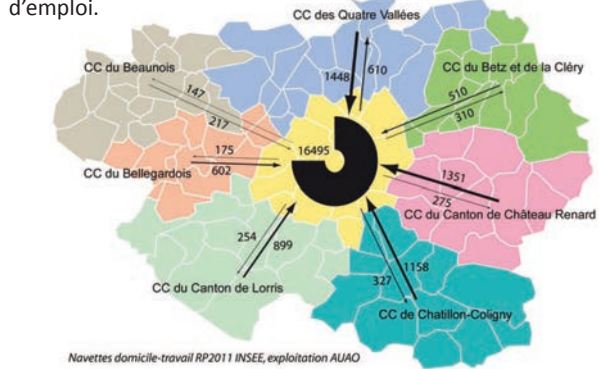 d’emploi.
CC des Quatre Vallées
1448
610
CC du Beaunois
CC du Betz et de la Cléry
147
217
510
310
175
602
16495
CC du Bellegardois
1351
275
CC du Canton de Château Renard
254
899
1158
327
CC du Canton de Lorris
CC de Chatillon-Coligny
Navettes domicile-travail RP2011 INSEE, exploitation AUAO